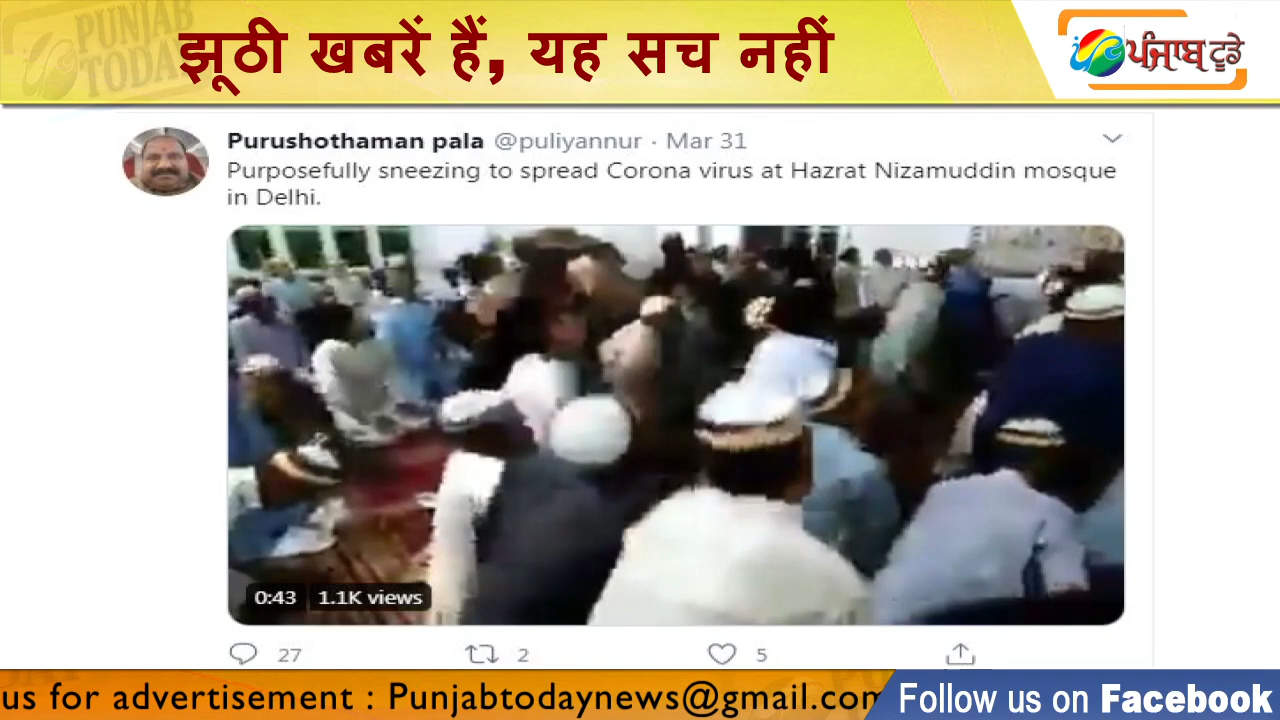 PUNJAB
TODAY
झूठी खबरें हैं, यह सच नहीं
ਪੰਜਾਬ ਟੂਡੇ
Purushothaman pala @puliyannur · Mar 31
Purposefully sneezing to spread Corona virus at Hazrat Nizamuddin mosque
in Delhi.
0:43 1.1K views
27 2 5
us for advertisement : Punjabtodaynews@gmail.com
Follow us on Facebook